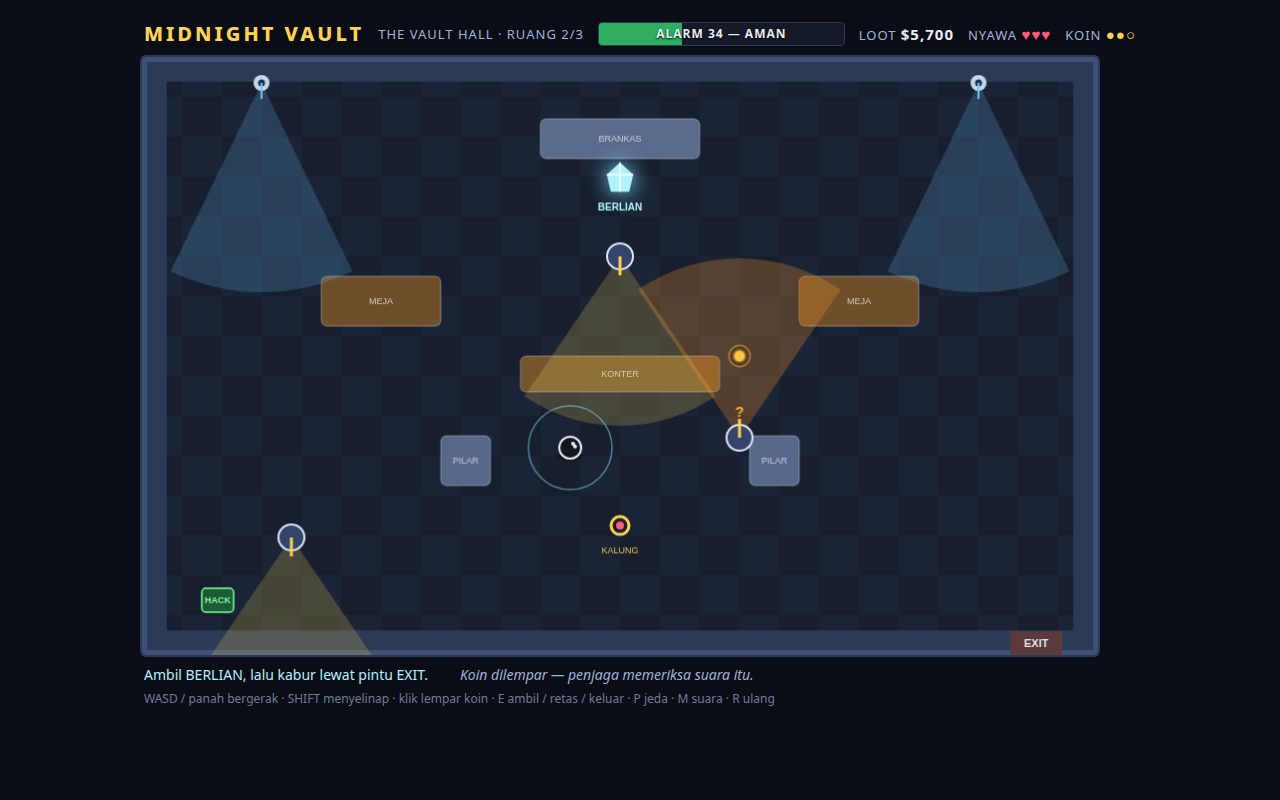 MIDNIGHT VAULT THE VAULT HALL · RUANG 2/3 ALARM 34 — AMAN LOOT $5,700 NYAWA ♥♥♥ KOIN ●●○
BRANKAS
BERLIAN
MEJA
MEJA
KONTER
?
PILAR
PILAR
KALUNG
HACK
EXIT
Ambil BERLIAN, lalu kabur lewat pintu EXIT. Koin dilempar — penjaga memeriksa suara itu.
WASD / panah bergerak · SHIFT menyelinap · klik lempar koin · E ambil / retas / keluar · P jeda · M suara · R ulang